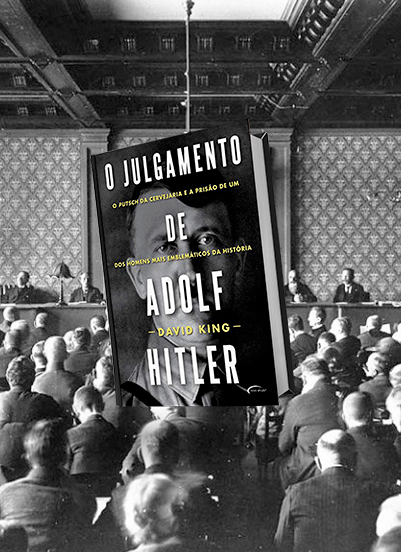 O JULGAMENTO
O PUTSCH DA CERVEJARIA E A PRISÃO DE UM
DE
DOS HOMENS MAIS EMBLEMÁTICOS DA HISTÓRIA
ADOLF
—DAVID KING—
HITLER